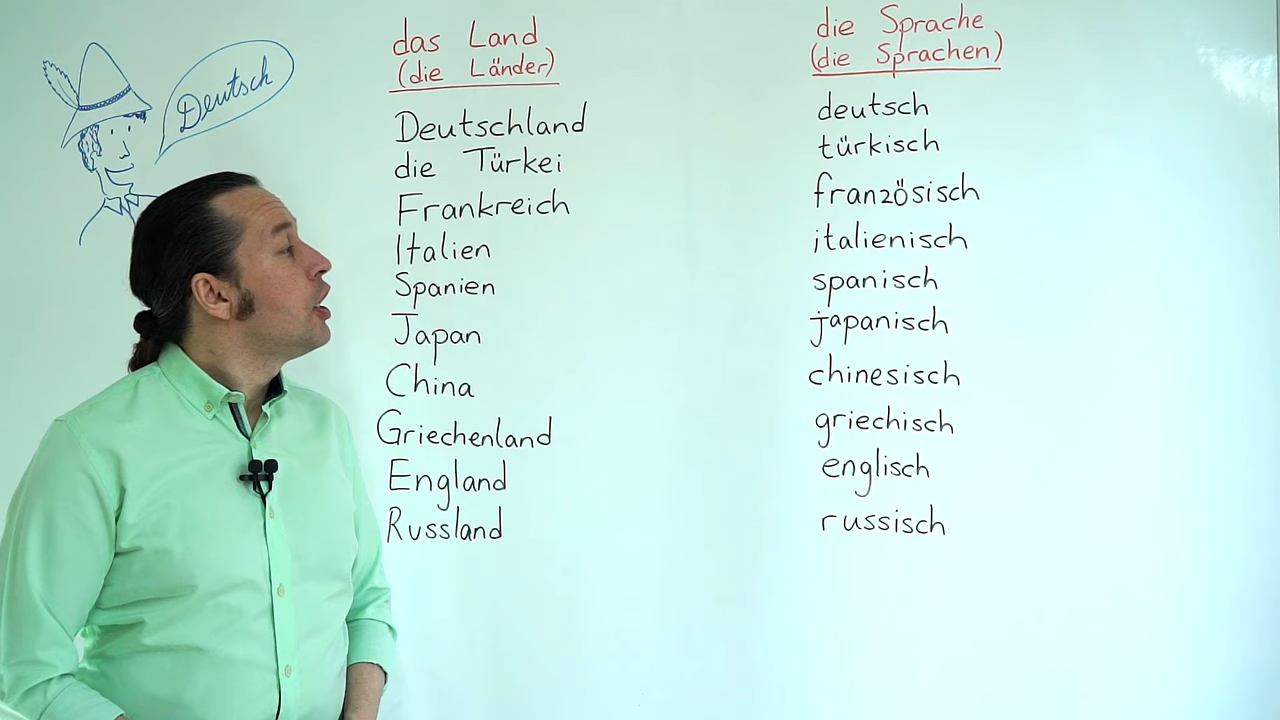 Deutsch
das Land
(die Länder)
Deutschland
die Türkei
Frankreich
Italien
Spanien
Japan
China
Griechenland
England
Russland
die Sprache
(die Sprachen)
deutsch
türkisch
französisch
italienisch
spanisch
japanisch
chinesisch
griechisch
englisch
russisch